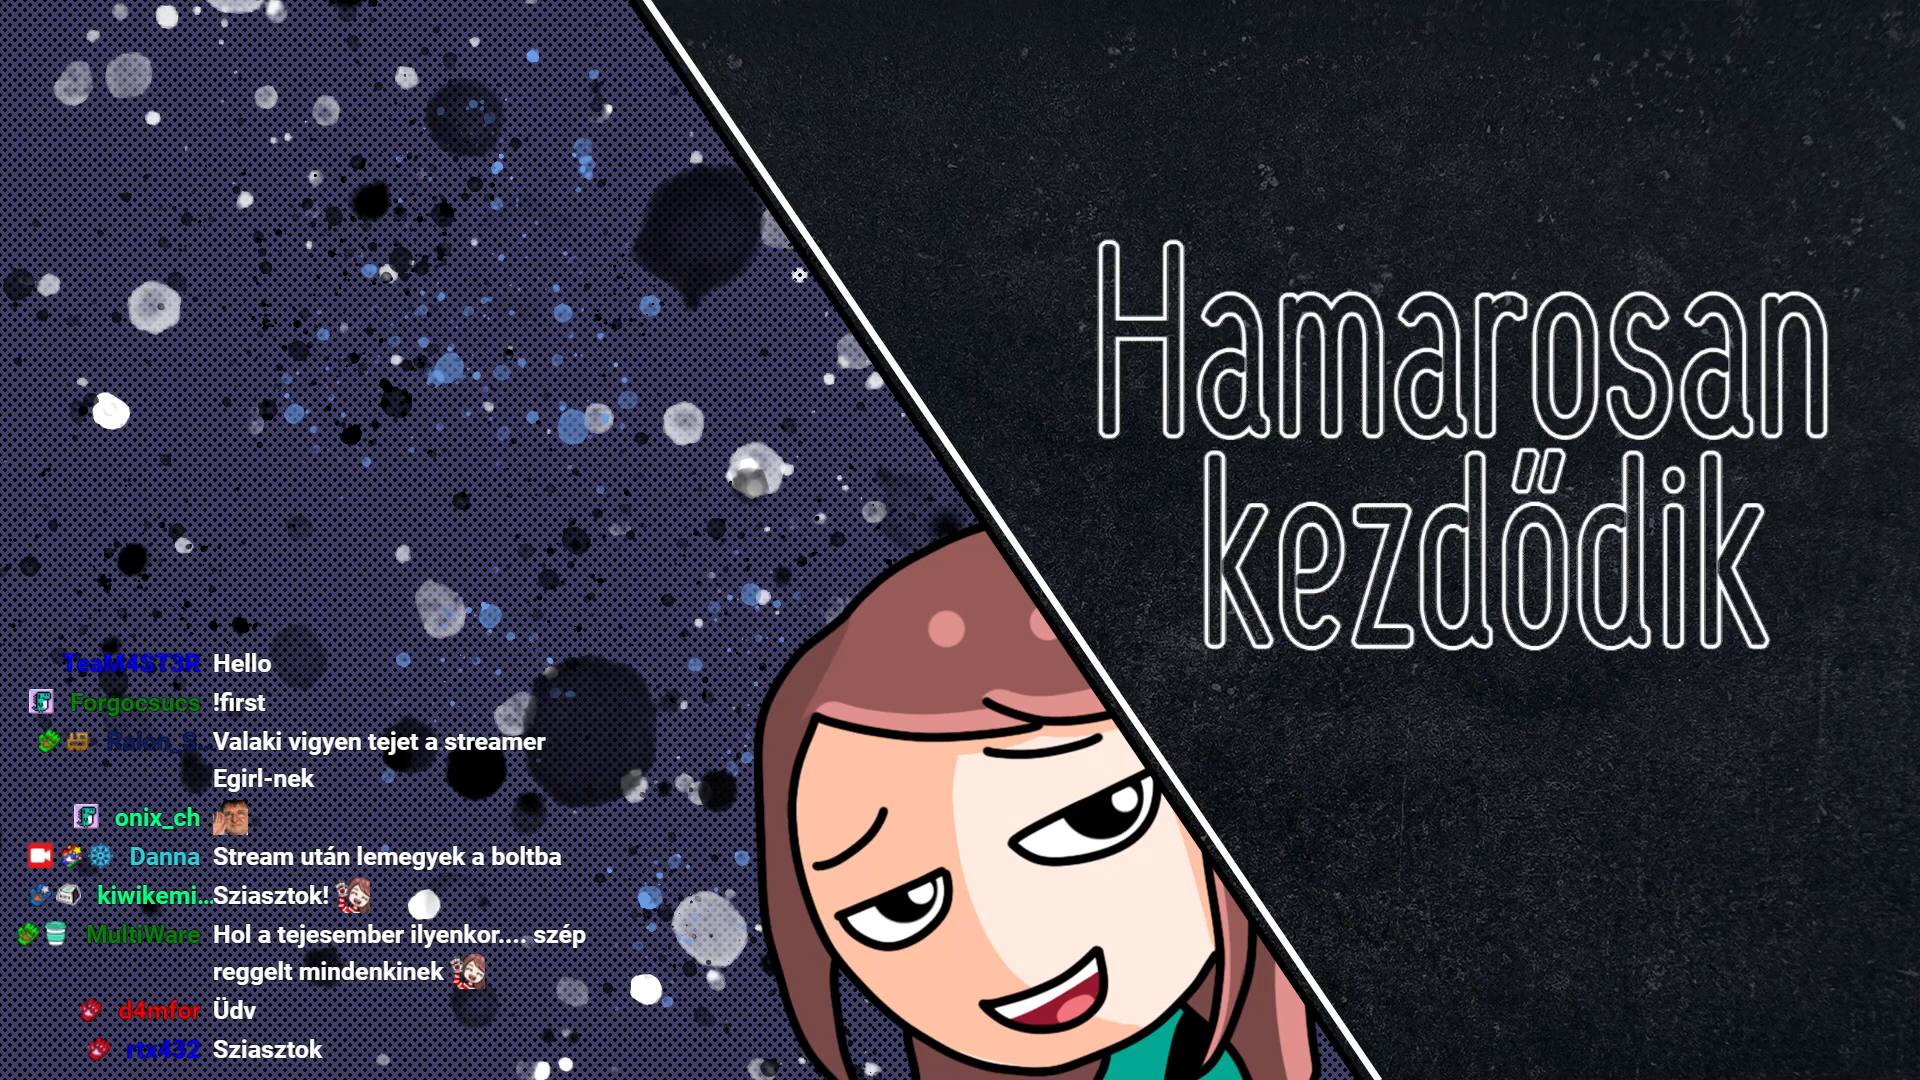 Hamarosan
kezdődik
TeaM4ST3R Hello
Forgocsucs !first
Valaki vigyen tejet a streamer
Egirl-nek
onix_ch
Danna Stream után lemegyek a boltba
kiwikemi... Sziasztok!
MultiWare Hol a tejesember ilyenkor.... szép
reggelt mindenkinek
d4mfor Üdv
rtx432 Sziasztok